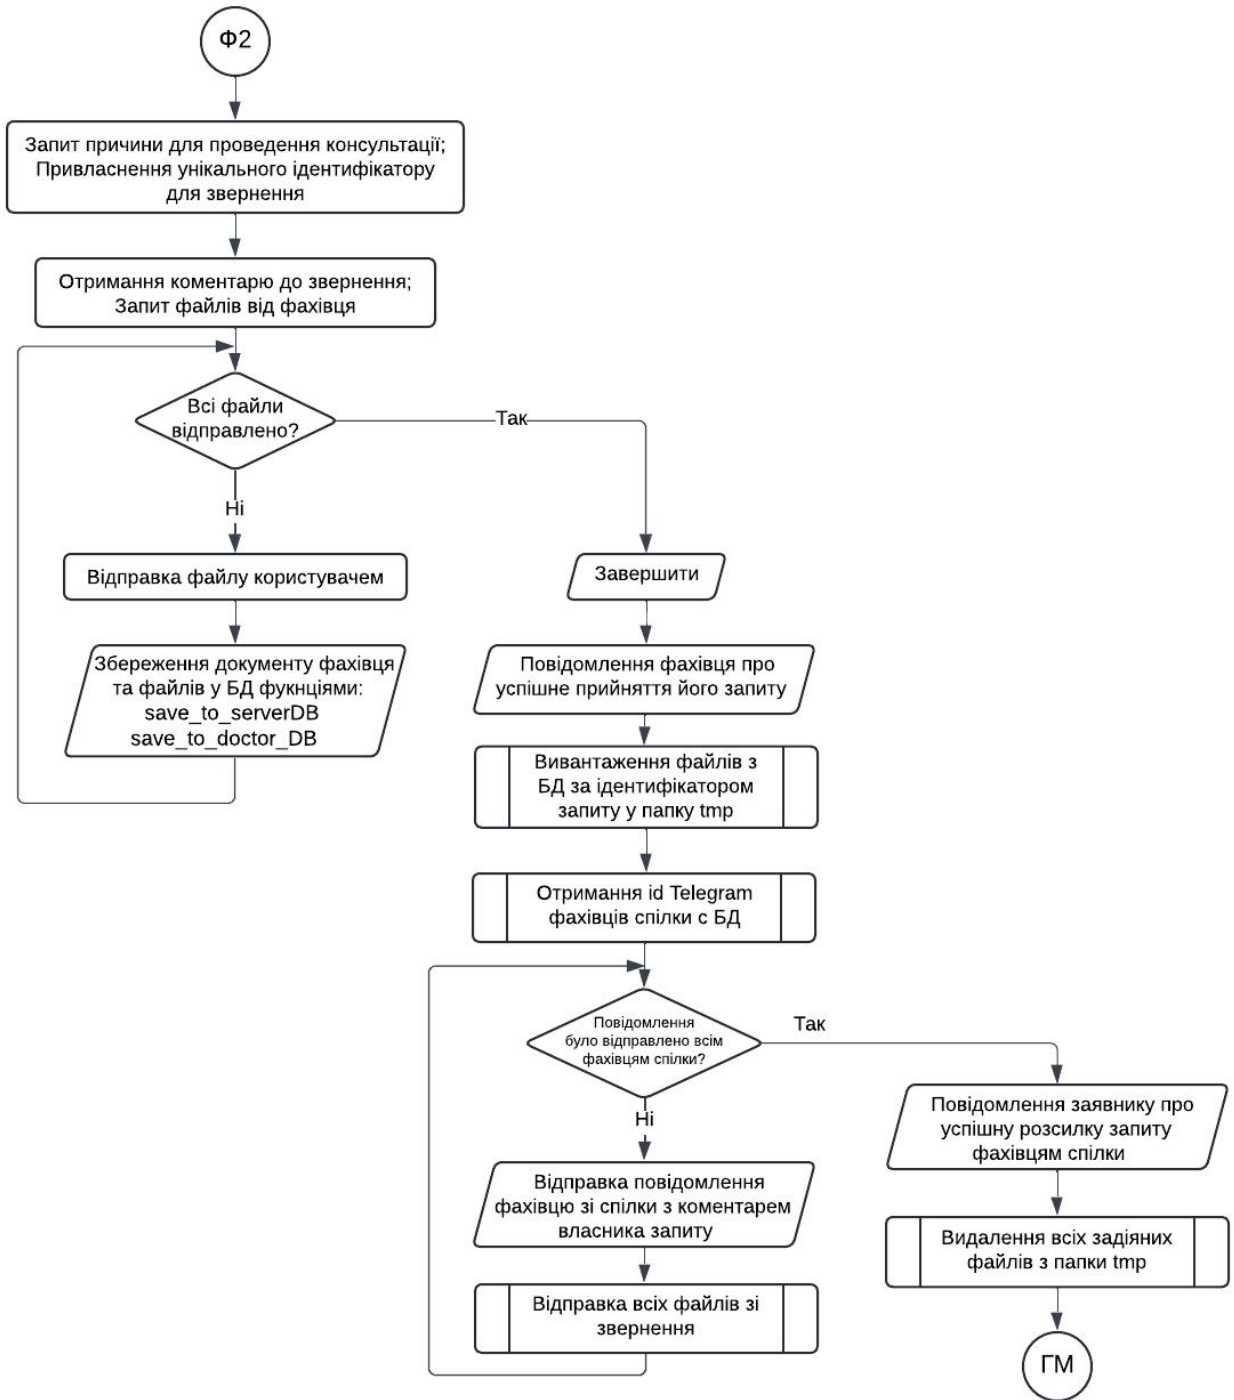 Ф2
Запит причини для проведення консультації;
Привласнення унікального ідентифікатору
для звернення
Отримання коментарю до звернення;
Запит файлів від фахівця
Всі файли
відправлено?
Так
Ні
Відправка файлу користувачем
Збереження документу фахівця
та файлів у БД фукнціями:
save_to_serverDB
save_to_doctor_DB
Завершити
Повідомлення фахівця про
успішне прийняття його запиту
Вивантаження файлів з
БД за ідентифікатором
запиту у папку tmp
Отримання id Telegram
фахівців спілки с БД
Повідомлення
було відправлено всім
фахівцям спілки?
Так
Ні
Відправка повідомлення
фахівцю зі спілки з коментарем
власника запиту
Відправка всіх файлів зі
звернення
Повідомлення заявнику про
успішну розсилку запиту
фахівцям спілки
Видалення всіх задіяних
файлів з папки tmp
ГМ